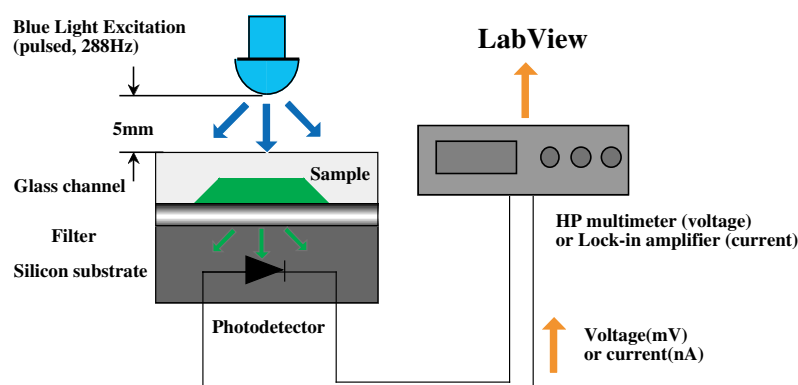 Blue Light Excitation
(pulsed, 288Hz)
LabView
5mm
Sample
Glass channel
HP multimeter (voltage)
or Lock-in amplifier (current)
Filter
Silicon substrate
Photodetector
Voltage(mV)
or current(nA)